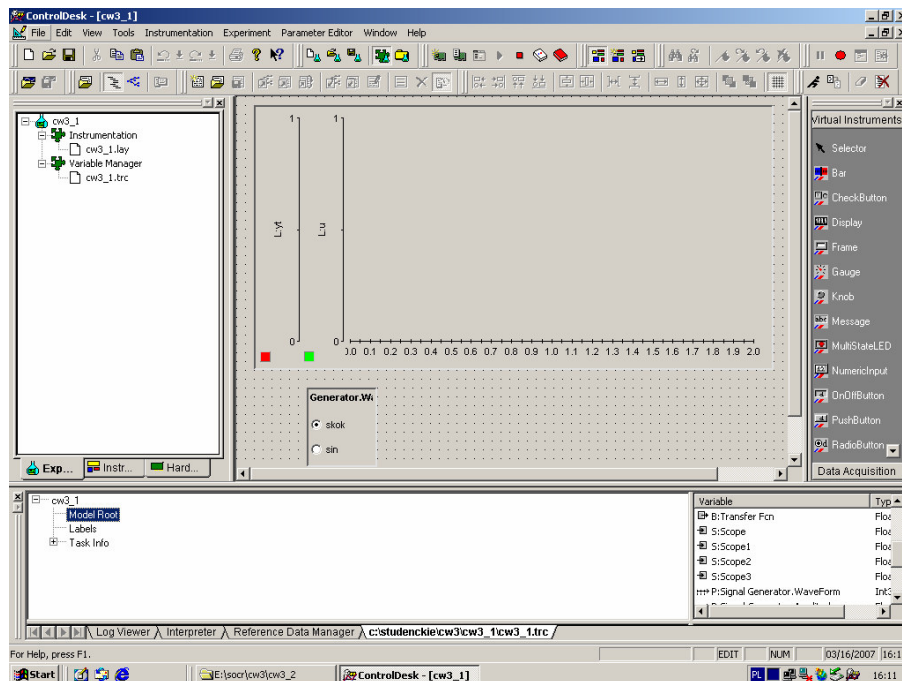 ControlDesk - [cw3_1]
File Edit View Tools Instrumentation Experiment Parameter Editor Window Help
cw3_1
Instrumentation
cw3_1.lay
Variable Manager
cw3_1.trc
Exp... Instr... Hard...
1 1
L:yt L:u
0 0
0.0 0.1 0.2 0.3 0.4 0.5 0.6 0.7 0.8 0.9 1.0 1.1 1.2 1.3 1.4 1.5 1.6 1.7 1.8 1.9 2.0
Generator.Wa
skok
sin
Virtual Instruments
Selector
Bar
CheckButton
Display
Frame
Gauge
Knob
Message
MultiStateLED
NumericInput
OnOffButton
PushButton
RadioButton
Data Acquisition
cw3_1
Model Root
Labels
Task Info
Variable Typ
B:Transfer Fcn Floa
S:Scope Floa
S:Scope1 Floa
S:Scope2 Floa
S:Scope3 Floa
P:Signal Generator.WaveForm Int3
Log Viewer Interpreter Reference Data Manager c:\studenckie\cw3\cw3_1\cw3_1.trc
For Help, press F1. EDIT NUM 03/16/2007 16:1
Start E:\socr\cw3\cw3_2 ControlDesk - [cw3_1] PL 16:11